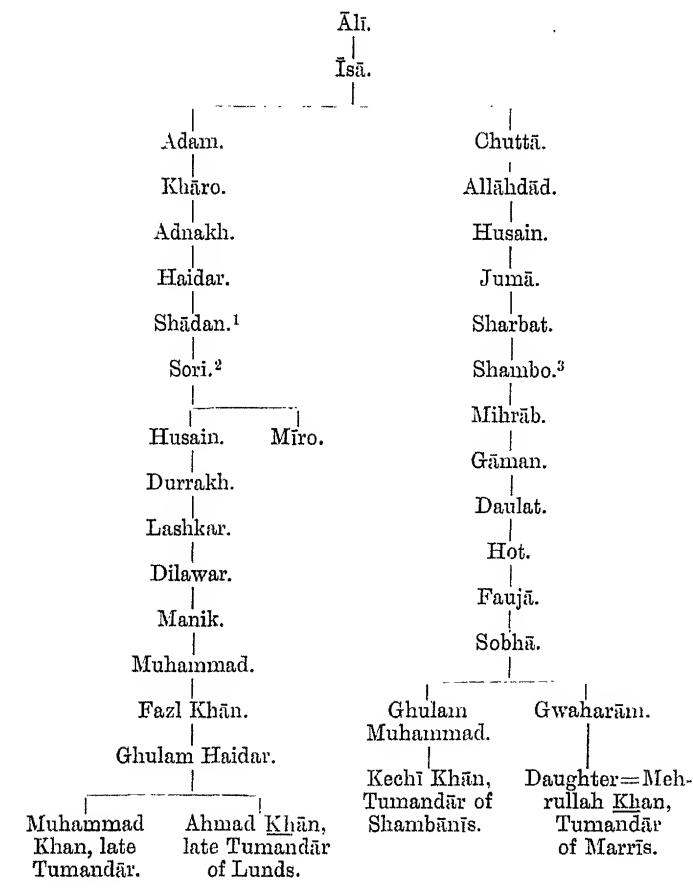 Ālī.
Īsā.
Adam. Chuttā.
Khāro. Allāhdād.
Adnakh. Husain.
Haidar. Jumā.
Shādan.¹ Sharbat.
Sori.² Shambo.³
Mihrāb.
Husain. Mīro.
Gāman.
Durrakh.
Daulat.
Lashkar.
Hot.
Dilawar.
Faujā.
Manik.
Sobhā.
Muhammad.
Fazl Khān. Ghulam Gwaharām.
Muhammad.
Ghulam Haidar.
Kechī Khān, Daughter=Meh-
Tumandār of rullah Khan,
Shambānīs. Tumandār
of Marrīs.
Muhammad Ahmad Khān,
Khan, late late Tumandār
Tumandār. of Lunds.